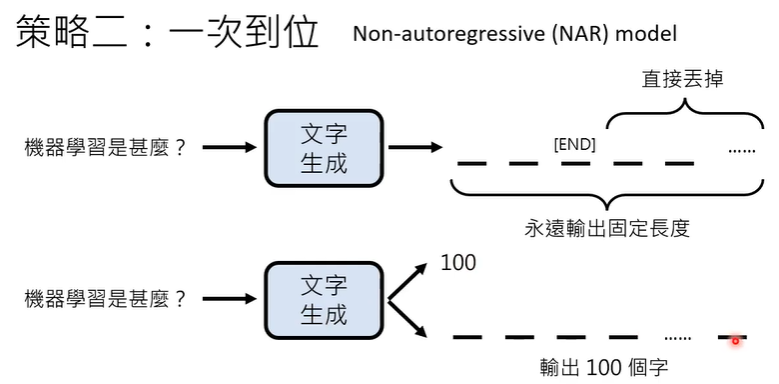 策略二：一次到位 Non-autoregressive (NAR) model
直接丟掉
機器學習是甚麼？
文字
生成
[END]
......
永遠輸出固定長度
機器學習是甚麼？
文字
生成
100
......
輸出 100 個字